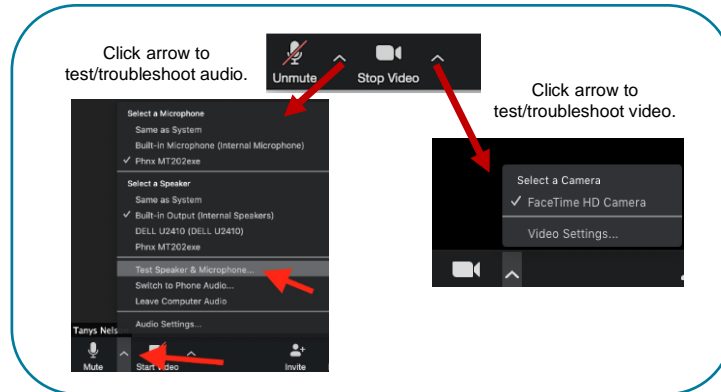 Click arrow to
test/troubleshoot audio.
Unmute
Stop Video
Click arrow to
test/troubleshoot video.
Select a Microphone
Same as System
Built-in Microphone (Internal Microphone)
✓ Phnx MT202exe
Select a Speaker
Same as System
✓ Built-in Output (Internal Speakers)
DELL U2410 (DELL U2410)
Phnx MT202exe
Test Speaker & Microphone...
Switch to Phone Audio...
Leave Computer Audio
Audio Settings...
Tanys Nels
Mute
Start Video
Invite
Select a Camera
✓ FaceTime HD Camera
Video Settings...